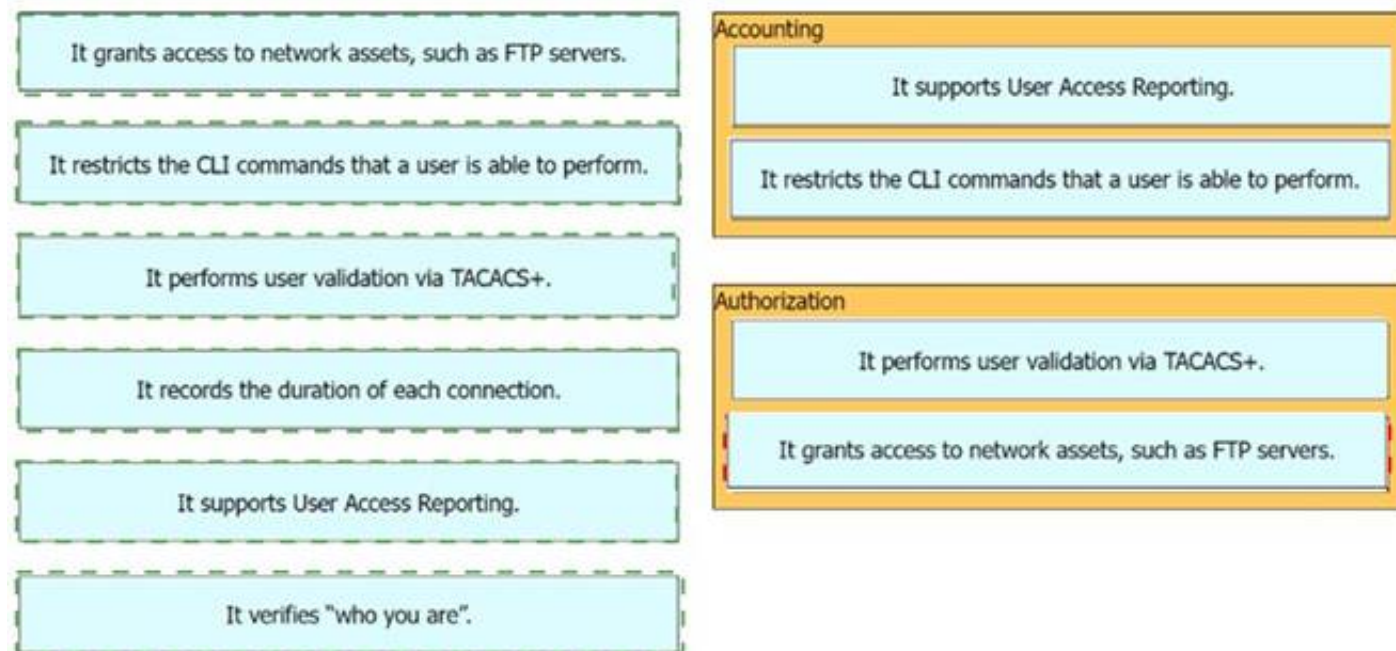 It grants access to network assets, such as FTP servers.
It restricts the CLI commands that a user is able to perform.
It performs user validation via TACACS+.
It records the duration of each connection.
It supports User Access Reporting.
It verifies “who you are”.
Accounting
It supports User Access Reporting.
It restricts the CLI commands that a user is able to perform.
Authorization
It performs user validation via TACACS+.
It grants access to network assets, such as FTP servers.